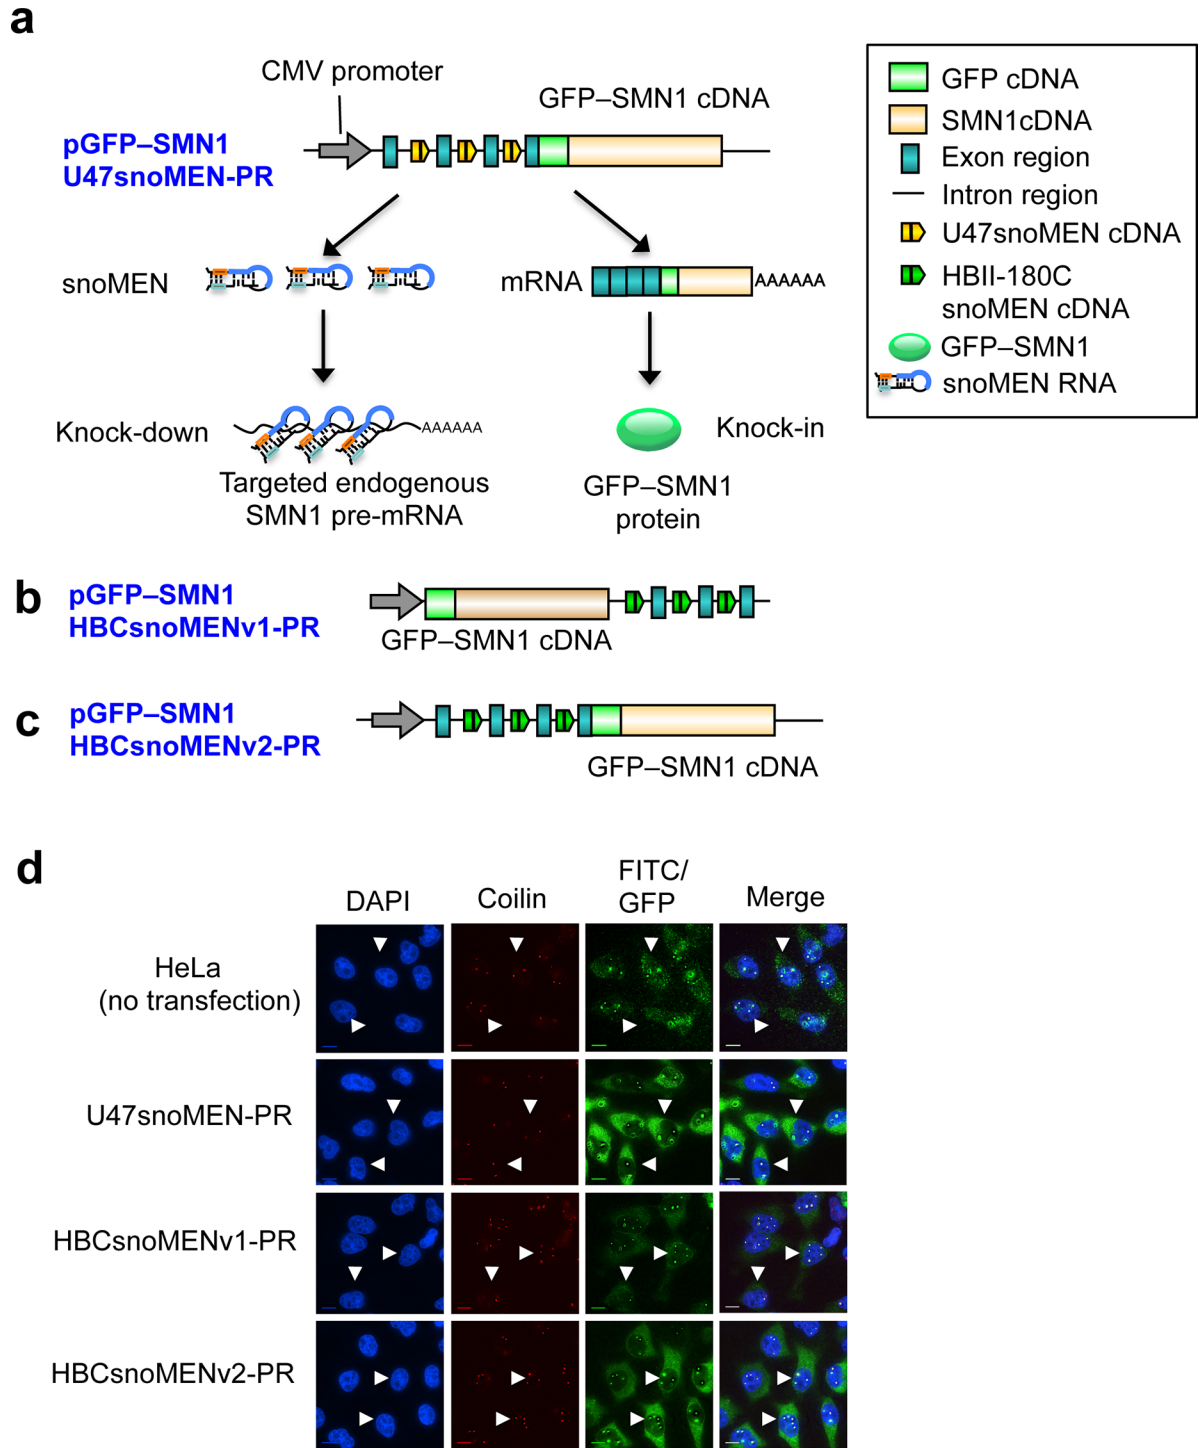 a
CMV promoter
GFP–SMN1 cDNA
pGFP–SMN1
U47snoMEN-PR
snoMEN
mRNA
AAAAAA
Knock-down
AAAAAA
Knock-in
Targeted endogenous
SMN1 pre-mRNA
GFP–SMN1
protein
GFP cDNA
SMN1cDNA
Exon region
Intron region
U47snoMEN cDNA
HBII-180C
snoMEN cDNA
GFP–SMN1
snoMEN RNA
b
pGFP–SMN1
HBCsnoMENv1-PR
GFP–SMN1 cDNA
c
pGFP–SMN1
HBCsnoMENv2-PR
GFP–SMN1 cDNA
d
DAPI
Coilin
FITC/
GFP
Merge
HeLa
(no transfection)
U47snoMEN-PR
HBCsnoMENv1-PR
HBCsnoMENv2-PR